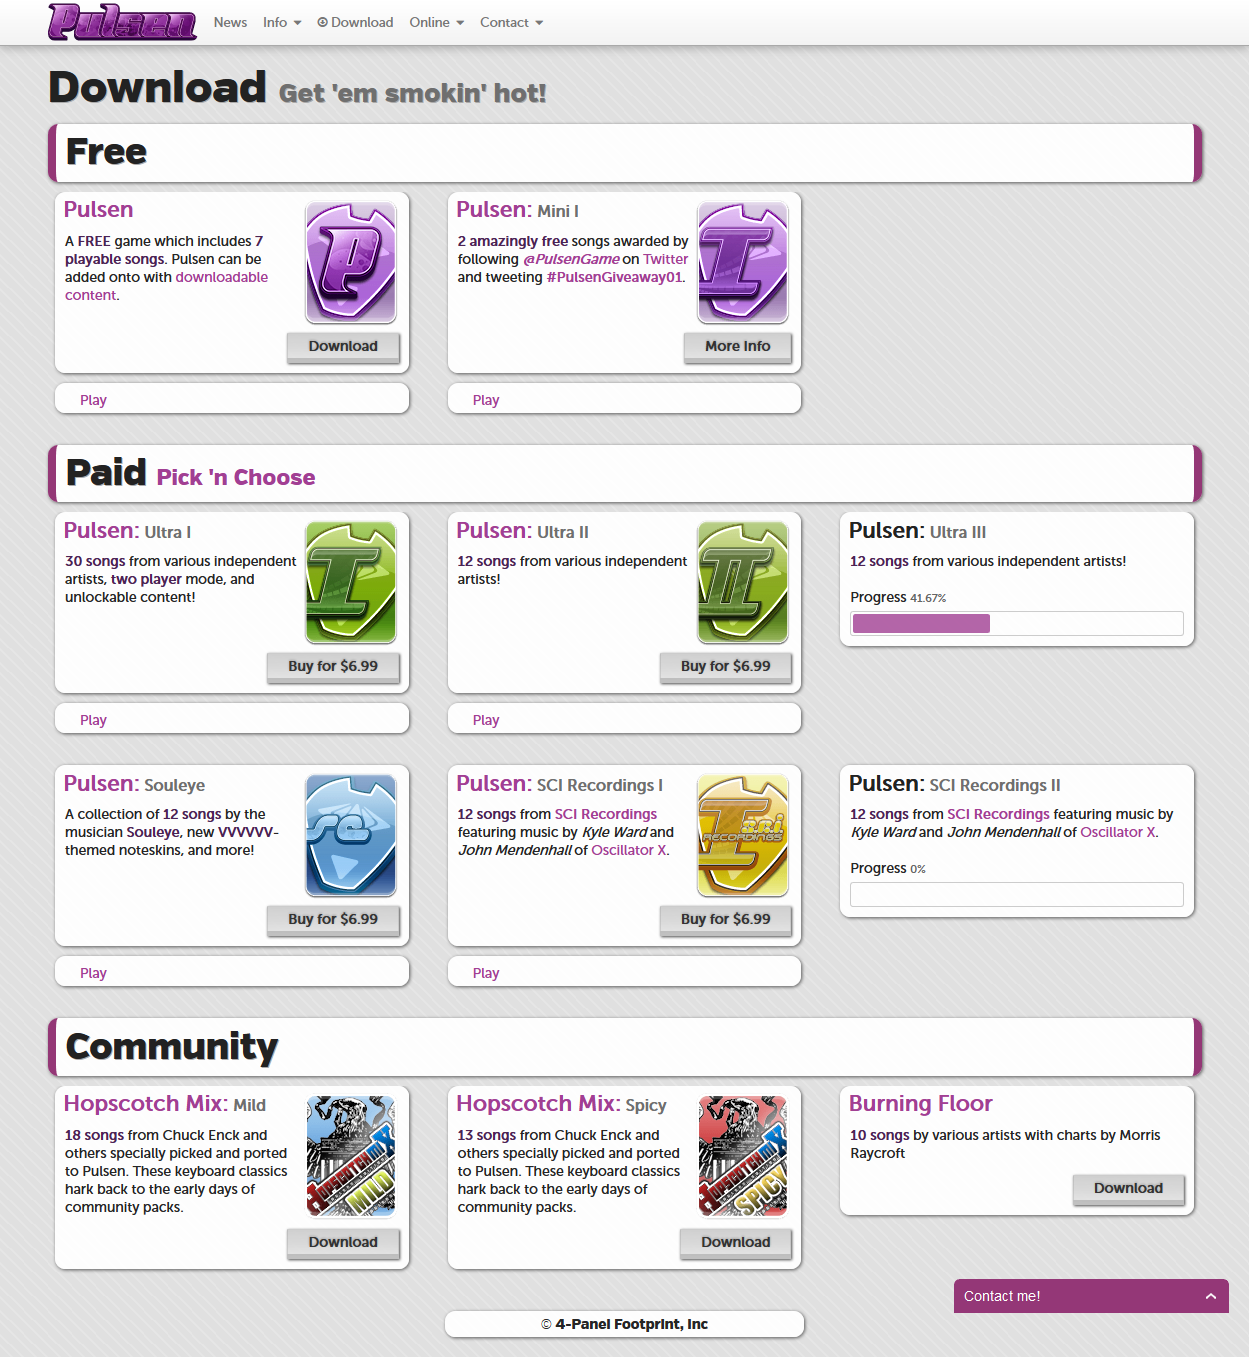 Pulsen
News Info Download Online Contact
Download Get 'em smokin' hot!
Free
Pulsen
A FREE game which includes 7
playable songs. Pulsen can be
added onto with downloadable
content.
P
Download
Play
Pulsen: Mini I
2 amazingly free songs awarded by
following @PulsenGame on Twitter
and tweeting #PulsenGiveaway01.
I
More Info
Play
Paid Pick 'n Choose
Pulsen: Ultra I
30 songs from various independent
artists, two player mode, and
unlockable content!
I
Buy for $6.99
Play
Pulsen: Ultra II
12 songs from various independent
artists!
II
Buy for $6.99
Play
Pulsen: Ultra III
12 songs from various independent artists!
Progress 41.67%
Pulsen: Souleye
A collection of 12 songs by the
musician Souleye, new VVVVVV-
themed noteskins, and more!
Buy for $6.99
Play
Pulsen: SCI Recordings I
12 songs from SCI Recordings
featuring music by Kyle Ward and
John Mendenhall of Oscillator X.
I
SCI
RECORDINGS
Buy for $6.99
Play
Pulsen: SCI Recordings II
12 songs from SCI Recordings featuring music by
Kyle Ward and John Mendenhall of Oscillator X.
Progress 0%
Community
Hopscotch Mix: Mild
18 songs from Chuck Enck and
others specially picked and ported
to Pulsen. These keyboard classics
hark back to the early days of
community packs.
HOPSCOTCH MIX
MILD
Download
Hopscotch Mix: Spicy
13 songs from Chuck Enck and
others specially picked and ported
to Pulsen. These keyboard classics
hark back to the early days of
community packs.
HOPSCOTCH MIX
SPICY
Download
Burning Floor
10 songs by various artists with charts by Morris
Raycroft
Download
Contact me!
© 4-Panel Footprint, Inc